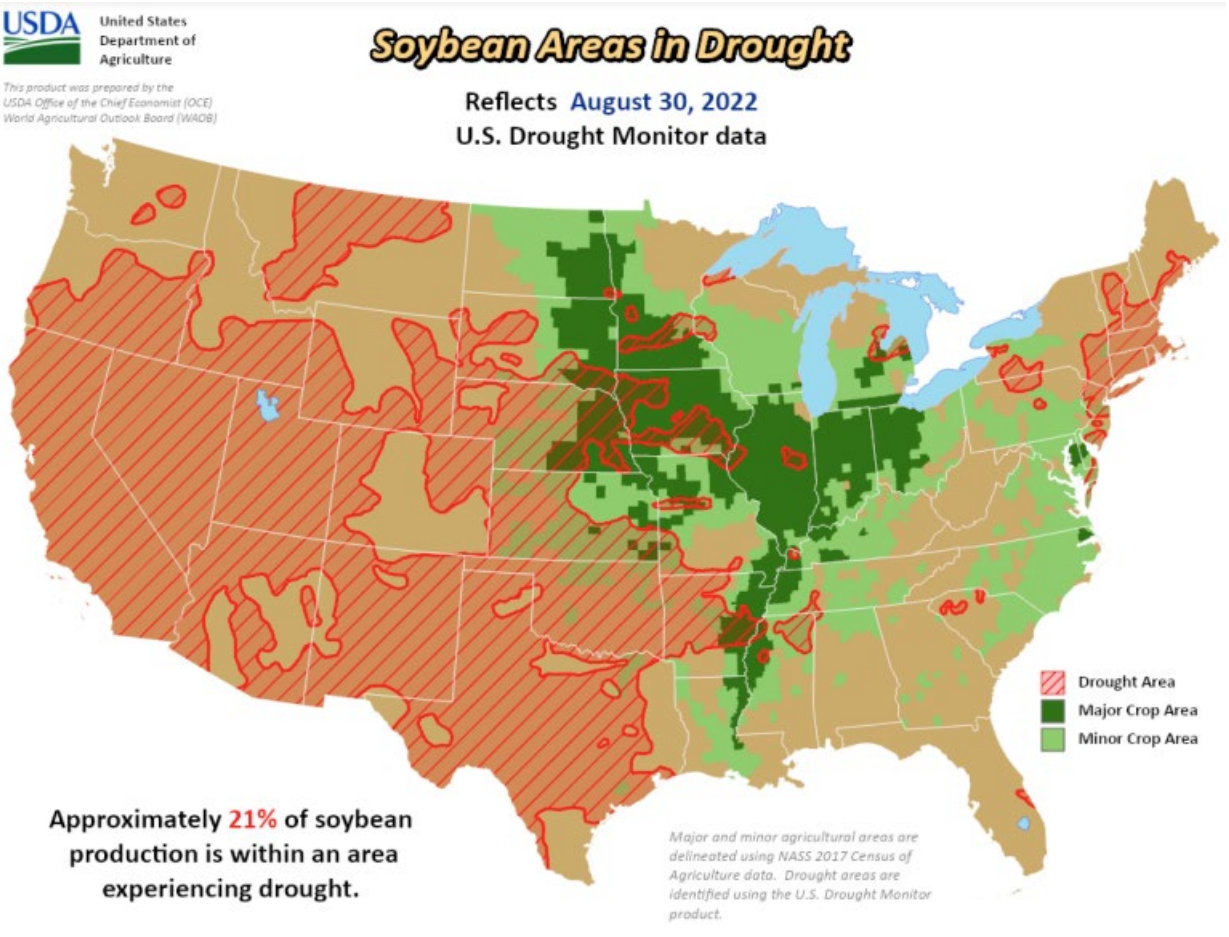 USDA
United States
Department of
Agriculture
This product was prepared by the
USDA Office of the Chief Economist (OCE)
World Agricultural Outlook Board (WAOB)
Soybean Areas in Drought
Reflects August 30, 2022
U.S. Drought Monitor data
Drought Area
Major Crop Area
Minor Crop Area
Approximately 21% of soybean
production is within an area
experiencing drought.
Major and minor agricultural areas are
delineated using NASS 2017 Census of
Agriculture data. Drought areas are
identified using the U.S. Drought Monitor
product.